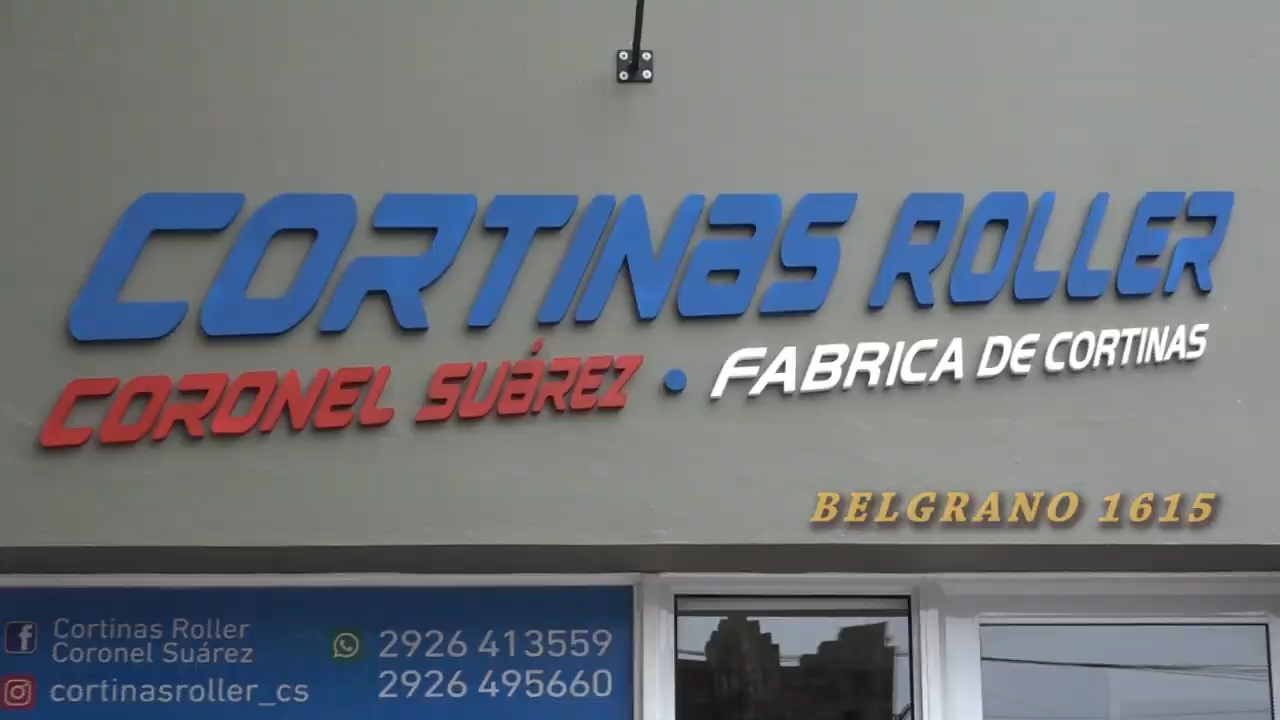 CORTINAS ROLLER
CORONEL SUÁREZ • FABRICA DE CORTINAS
BELGRANO 1615
Cortinas Roller
Coronel Suárez
cortinasroller_cs
2926 413559
2926 495660